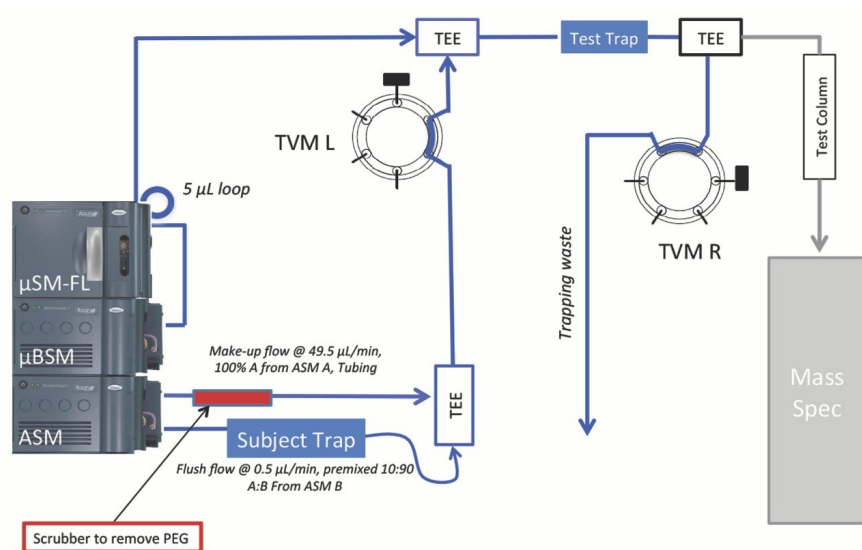 TEE
Test Trap
TEE
TVM L
Test Column
5 µL loop
µSM-FL
TVM R
Trapping waste
µBSM
Make-up flow @ 49.5 µL/min,
100% A from ASM A, Tubing
TEE
Mass
Spec
ASM
Subject Trap
Flush flow @ 0.5 µL/min, premixed 10:90
A:B From ASM B
Scrubber to remove PEG